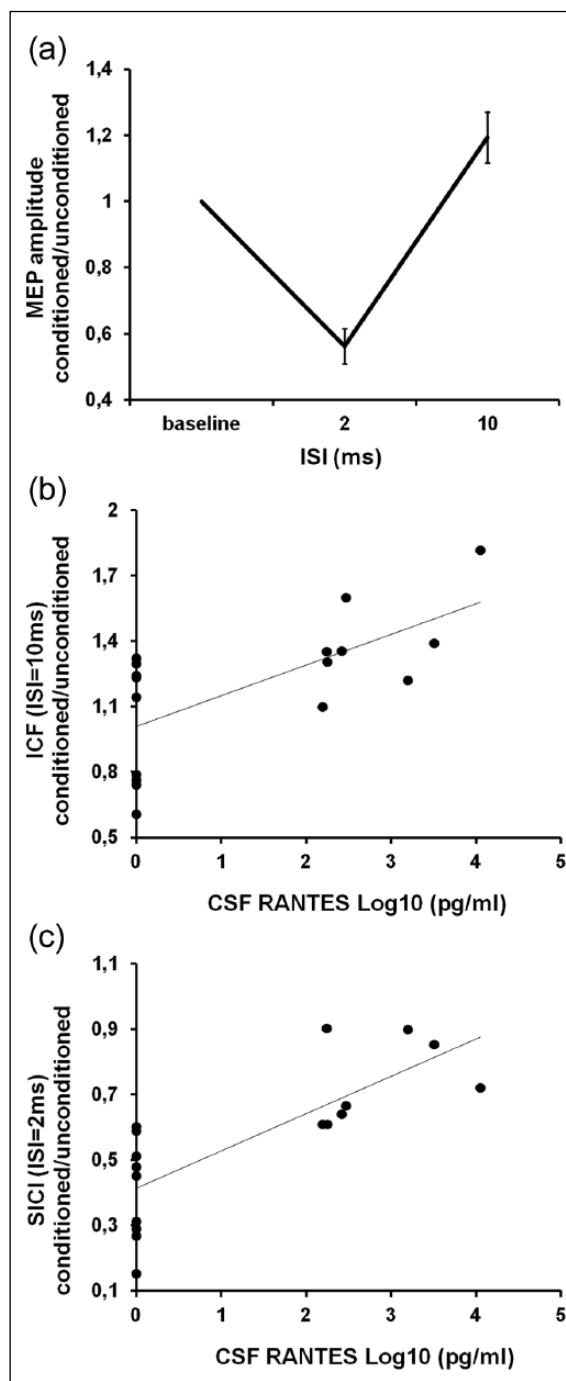 (a)
1,4
1,2
1
0,8
0,6
0,4
MEP amplitude
conditioned/unconditioned
baseline
2
10
ISI (ms)
(b)
2
1,7
1,4
1,1
0,8
0,5
ICF (ISI=10ms)
conditioned/unconditioned
0
1
2
3
4
5
CSF RANTES Log10 (pg/ml)
(c)
1,1
0,9
0,7
0,5
0,3
0,1
SICI (ISI=2ms)
conditioned/unconditioned
0
1
2
3
4
5
CSF RANTES Log10 (pg/ml)